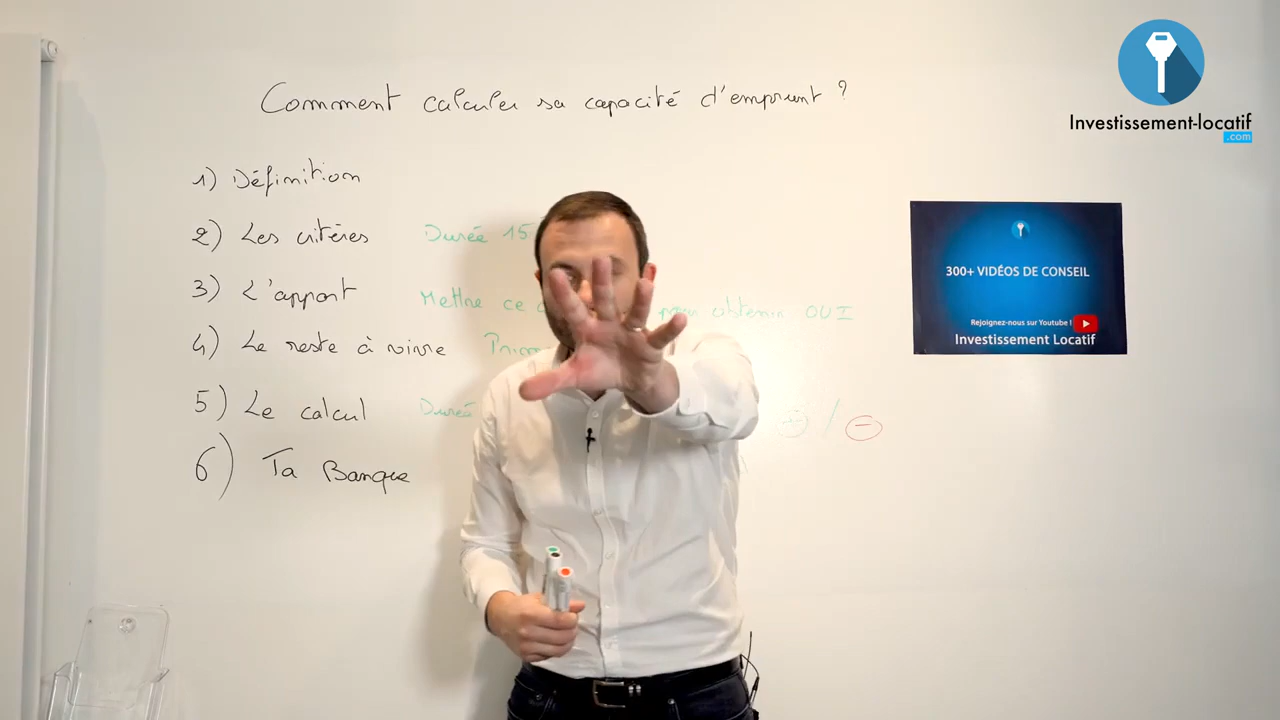 Comment calculer sa capacité d'emprunt ?
Investissement-locatif
.com
1) Définition
2) Les critères Durée 15
3) L'apport Mettre ce pour obtenir OUI
4) Le reste à vivre
5) Le calcul Durée + / -
6) Ta Banque
300+ VIDÉOS DE CONSEIL
Rejoignez-nous sur Youtube !
Investissement Locatif